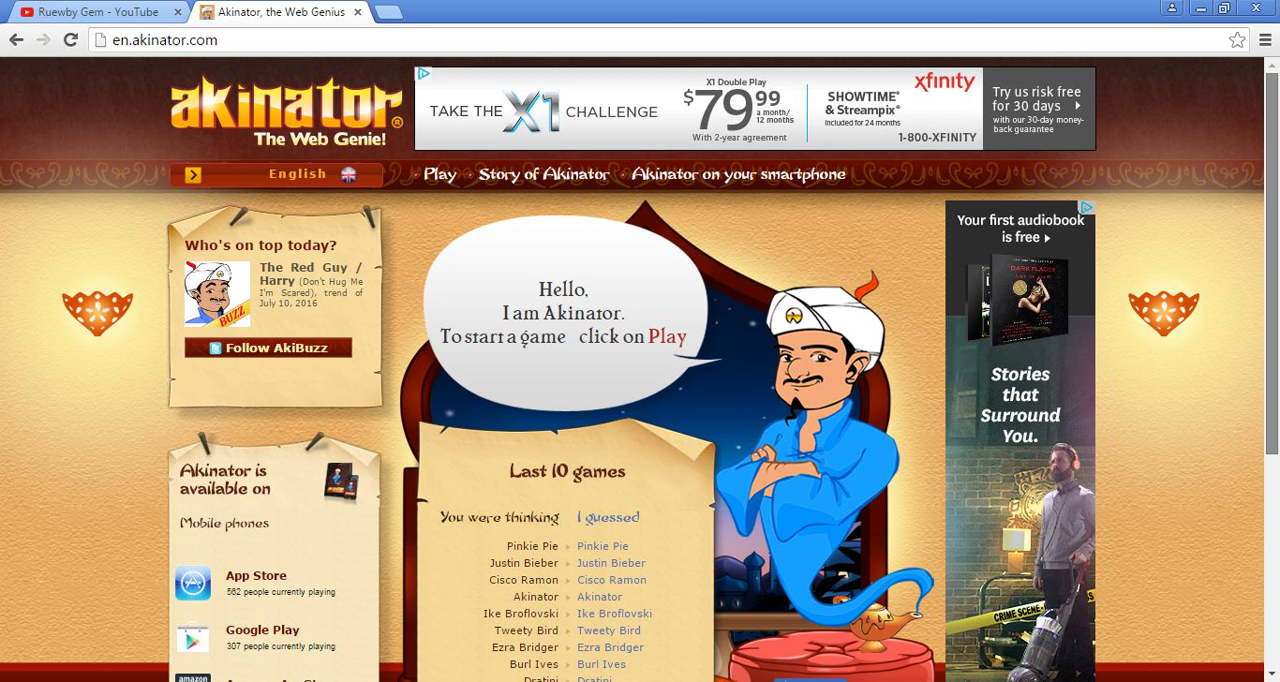 Ruewby Gem - YouTube
Akinator, the Web Genius
en.akinator.com
akinator®
The Web Genie!
TAKE THE X1 CHALLENGE
X1 Double Play
$79.99
a month/
12 months
With 2-year agreement
SHOWTIME®
& Streampix®
Included for 24 months
xfinity
1-800-XFINITY
Try us risk free
for 30 days
with our 30-day money-
back guarantee
English
Play
Story of Akinator
Akinator on your smartphone
Who's on top today?
The Red Guy /
Harry (Don't Hug Me
I'm Scared), trend of
July 10, 2016
BUZZ
Follow AkiBuzz
Akinator is
available on
Mobile phones
App Store
562 people currently playing
Google Play
307 people currently playing
amazon
Hello,
I am Akinator.
To start a game click on Play
Last 10 games
You were thinking I guessed
Pinkie Pie Pinkie Pie
Justin Bieber Justin Bieber
Cisco Ramon Cisco Ramon
Akinator Akinator
Ike Broflovski Ike Broflovski
Tweety Bird Tweety Bird
Ezra Bridger Ezra Bridger
Burl Ives Burl Ives
Dratini Dratini
Your first audiobook
is free
DARK PLACES
Stories
that
Surround
You.
CRIME SCENE